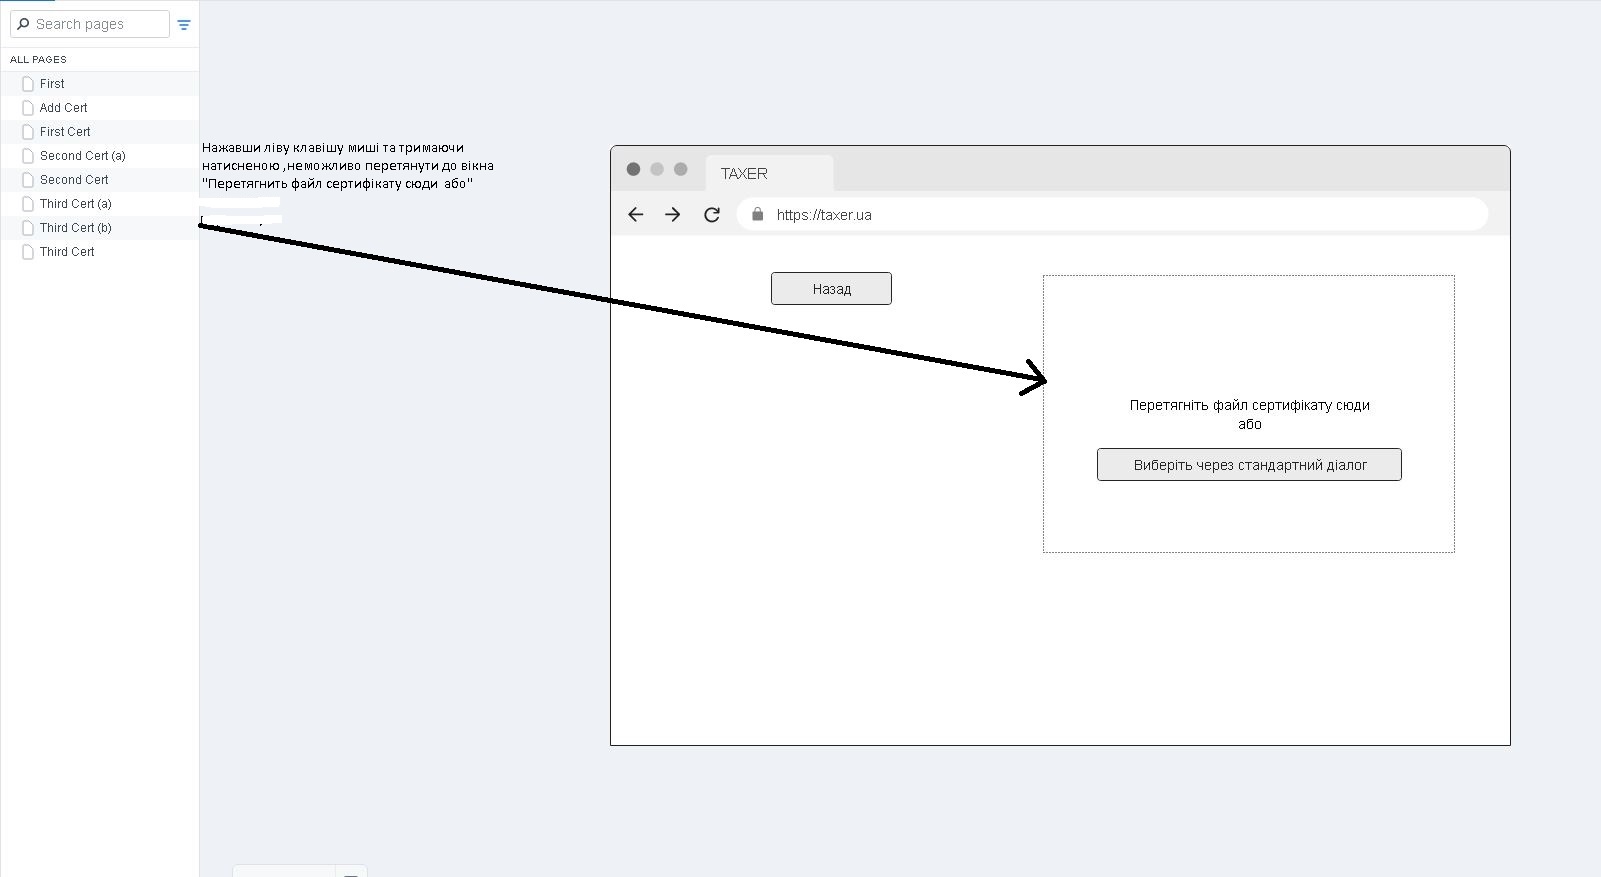 Search pages
ALL PAGES
First
Add Cert
First Cert
Second Cert (a)
Second Cert
Third Cert (a)
Third Cert (b)
Third Cert
Нажавши ліву клавішу миші та тримаючи
натисненою ,неможливо перетянути до вікна
"Перетягнить файл сертифікату сюди або"
TAXER
https://taxer.ua
Назад
Перетягніть файл сертифікату сюди
або
Виберіть через стандартний діалог